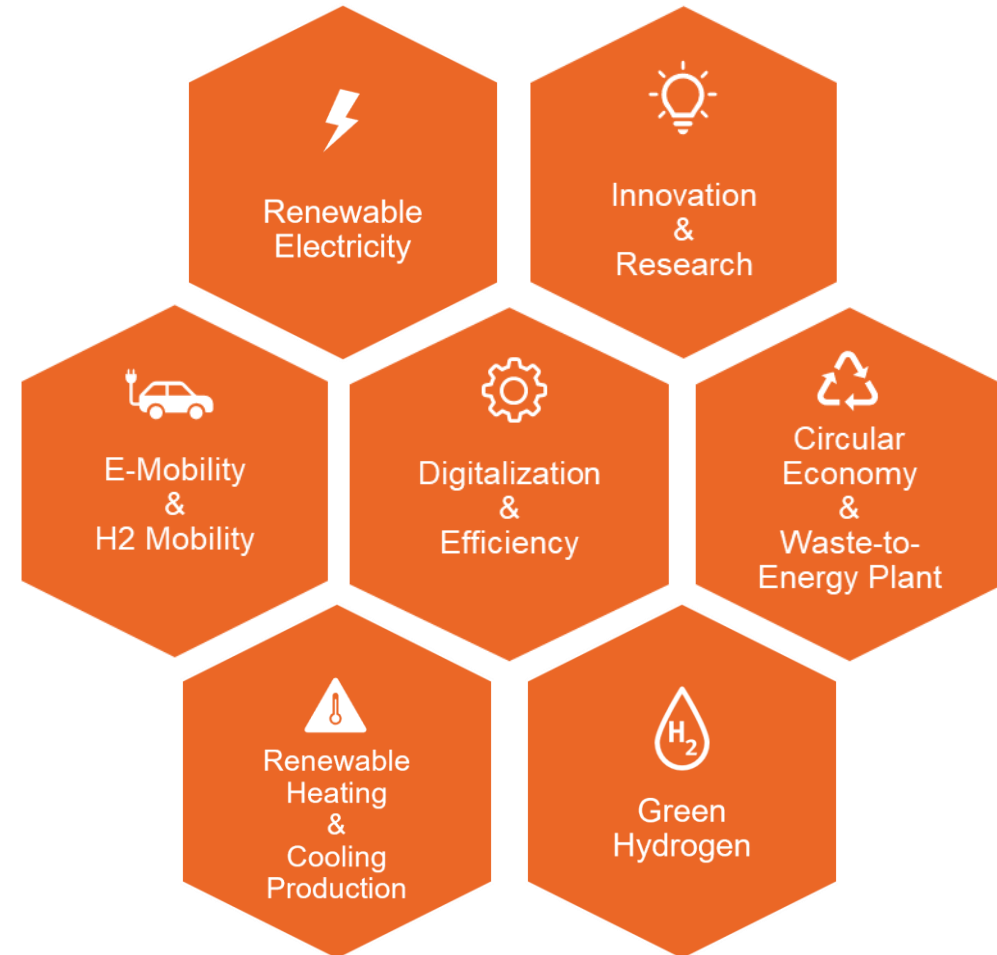 Renewable
Electricity
Innovation
&
Research
E-Mobility
&
H2 Mobility
Digitalization
&
Efficiency
Circular
Economy
&
Waste-to-
Energy Plant
Renewable
Heating
&
Cooling
Production
H₂
Green
Hydrogen